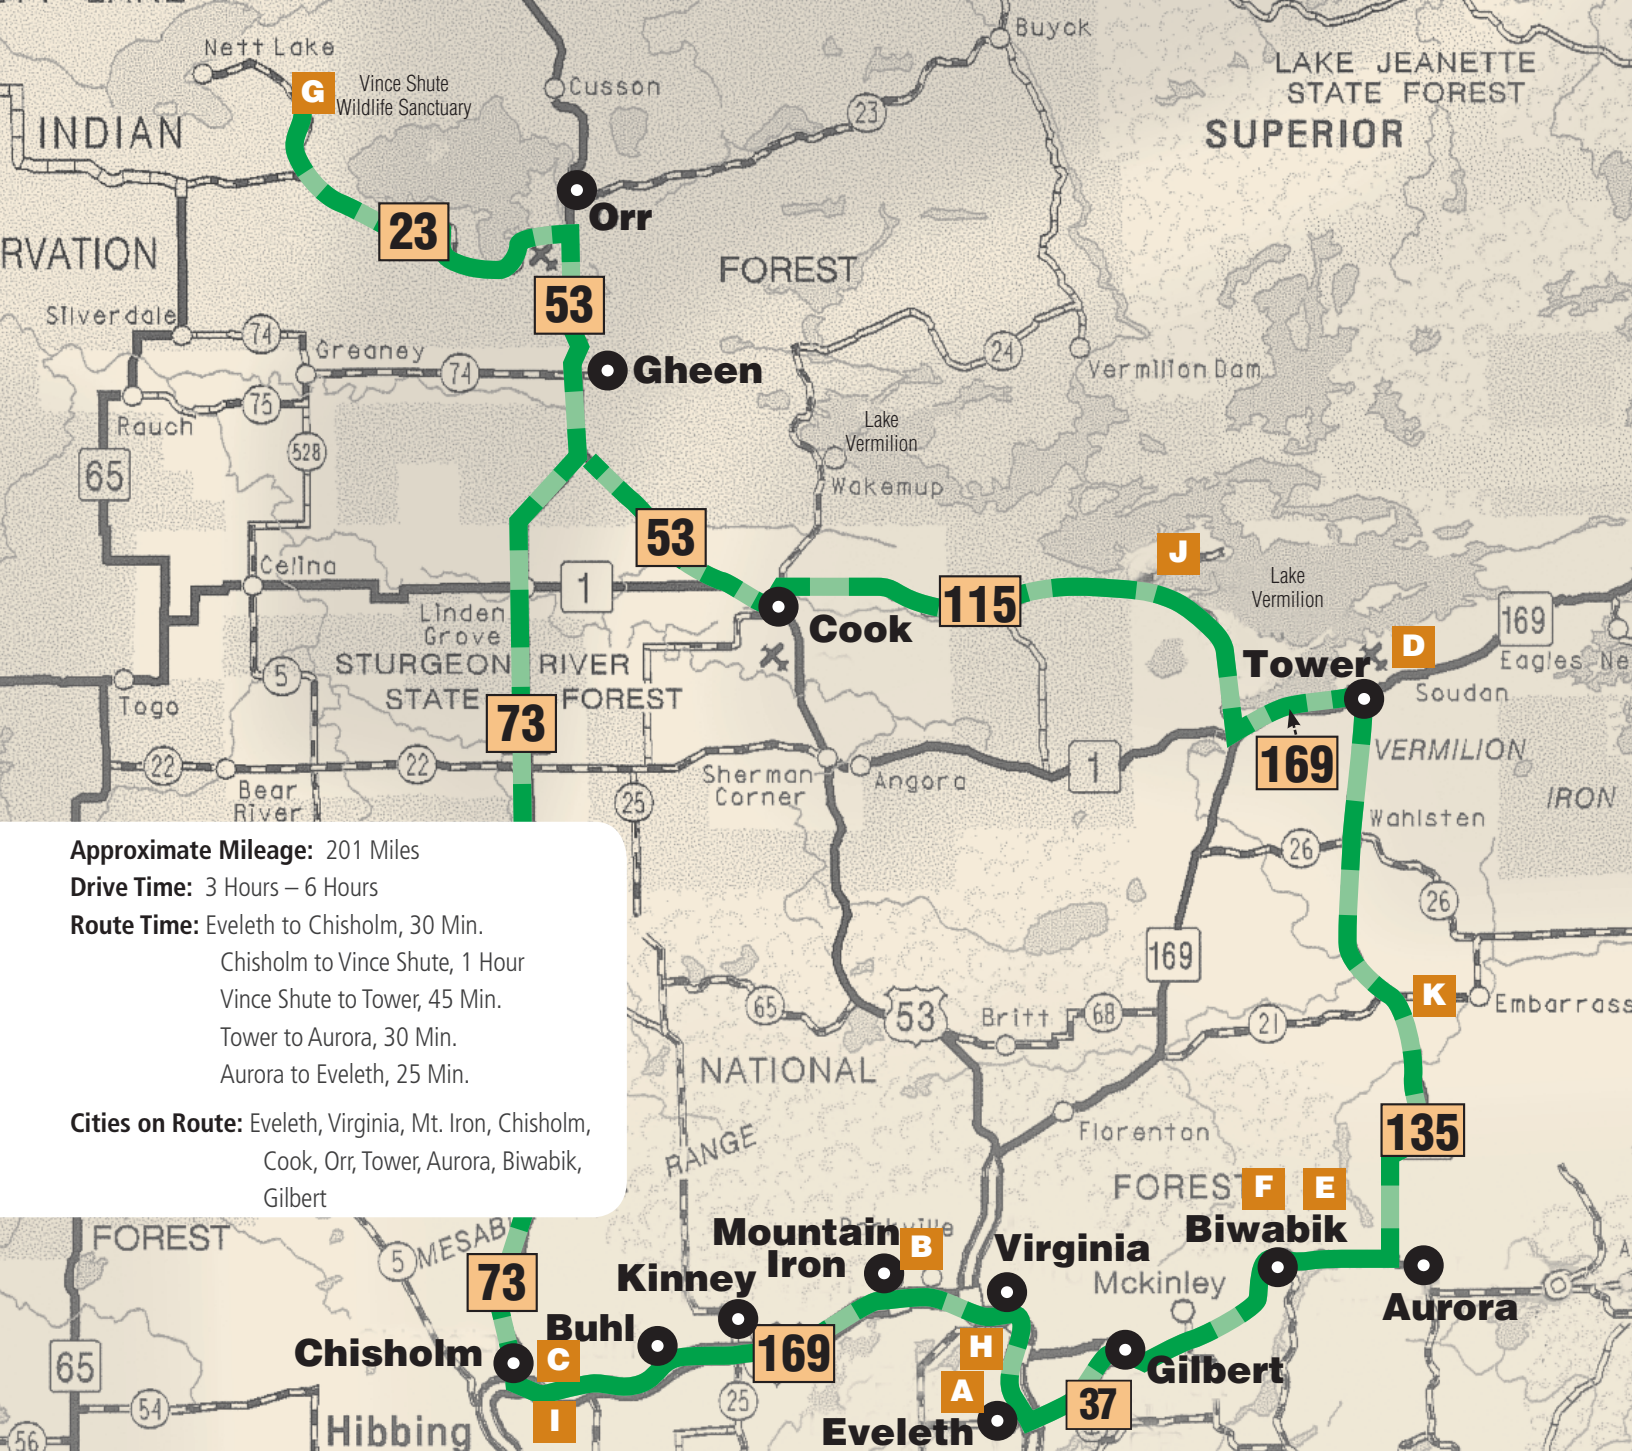 Nett Lake
G
Vince Shute
Wildlife Sanctuary
Cusson
Buyck
23
LAKE JEANETTE
STATE FOREST
SUPERIOR
INDIAN
RVATION
23
Orr
53
FOREST
Silverdale
74
Greaney
74
Gheen
24
Vermilion Dam
75
Rauch
65
528
Lake
Vermilion
Wakemup
53
J
Celina
1
Linden
Grove
Cook
115
Lake
Vermilion
169
D
Eagles Ne
Tower
Soudan
STURGEON RIVER
STATE FOREST
5
Togo
73
169
VERMILION
IRON
22
22
Bear
River
25
Sherman
Corner
Angora
1
Wahlsten
26
26
Approximate Mileage: 201 Miles
Drive Time: 3 Hours – 6 Hours
Route Time: Eveleth to Chisholm, 30 Min.
Chisholm to Vince Shute, 1 Hour
Vince Shute to Tower, 45 Min.
Tower to Aurora, 30 Min.
Aurora to Eveleth, 25 Min.
Cities on Route: Eveleth, Virginia, Mt. Iron, Chisholm,
Cook, Orr, Tower, Aurora, Biwabik,
Gilbert
169
65
53
Britt
68
21
K
Embarrass
NATIONAL
RANGE
Florenton
135
FOREST
F
E
Biwabik
FOREST
5
MESABI
73
Mountain
Iron
B
Virginia
Kinney
Mckinley
Aurora
Buhl
169
Chisholm
C
H
Gilbert
65
54
I
25
A
37
Hibbing
Eveleth
56